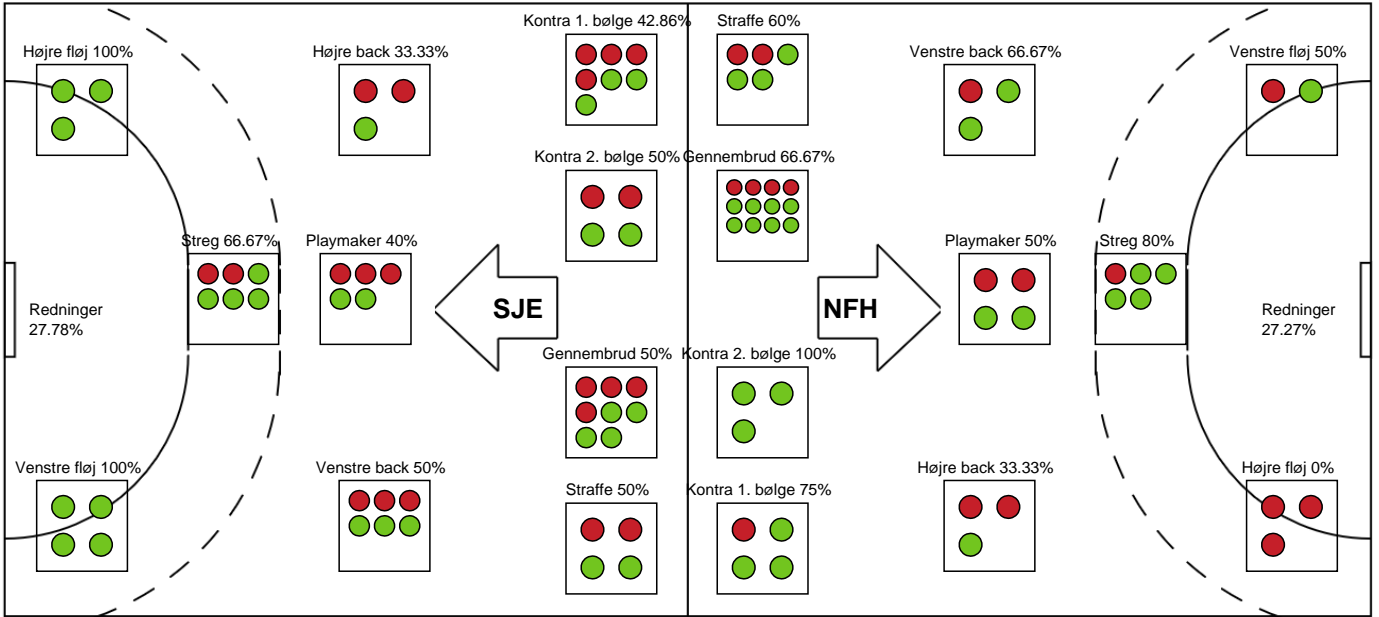 Kontra 1. bølge 42.86%
Straffe 60%
Højre fløj 100%
Højre back 33.33%
Venstre back 66.67%
Venstre fløj 50%
Kontra 2. bølge 50%
Gennembrud 66.67%
Streg 66.67%
Playmaker 40%
Playmaker 50%
Streg 80%
SJE
NFH
Redninger
27.78%
Redninger
27.27%
Gennembrud 50%
Kontra 2. bølge 100%
Venstre fløj 100%
Venstre back 50%
Højre back 33.33%
Højre fløj 0%
Straffe 50%
Kontra 1. bølge 75%